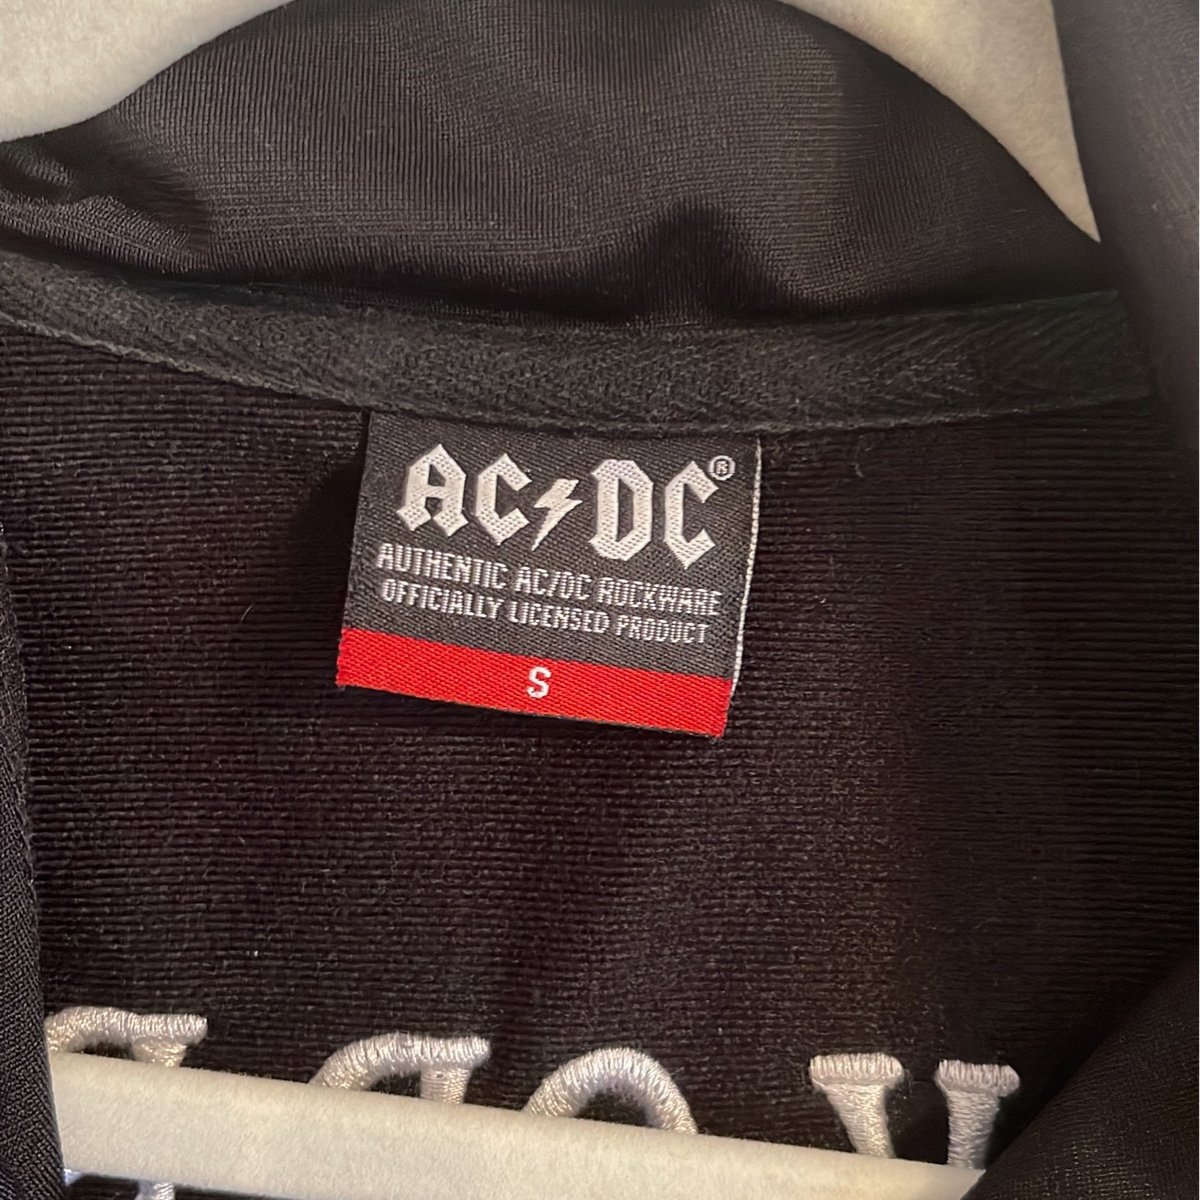 AC⚡DC®
AUTHENTIC AC/DC ROCKWARE
OFFICIALLY LICENSED PRODUCT
S